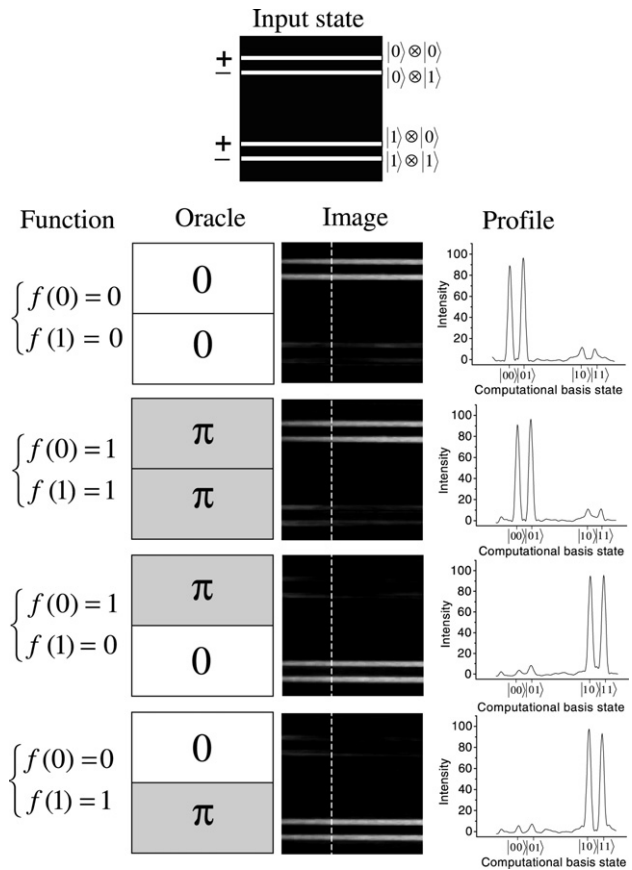 Input state
+ |0⟩⊗|0⟩
− |0⟩⊗|1⟩
+ |1⟩⊗|0⟩
− |1⟩⊗|1⟩
Function Oracle Image Profile
f(0)=0
f(1)=0
0
0
100
80
60
40
20
0
Intensity
|00⟩|01⟩ |10⟩|11⟩
Computational basis state
f(0)=1
f(1)=1
π
π
100
80
60
40
20
0
Intensity
|00⟩|01⟩ |10⟩|11⟩
Computational basis state
f(0)=1
f(1)=0
π
0
100
80
60
40
20
0
Intensity
|00⟩|01⟩ |10⟩|11⟩
Computational basis state
f(0)=0
f(1)=1
0
π
100
80
60
40
20
0
Intensity
|00⟩|01⟩ |10⟩|11⟩
Computational basis state